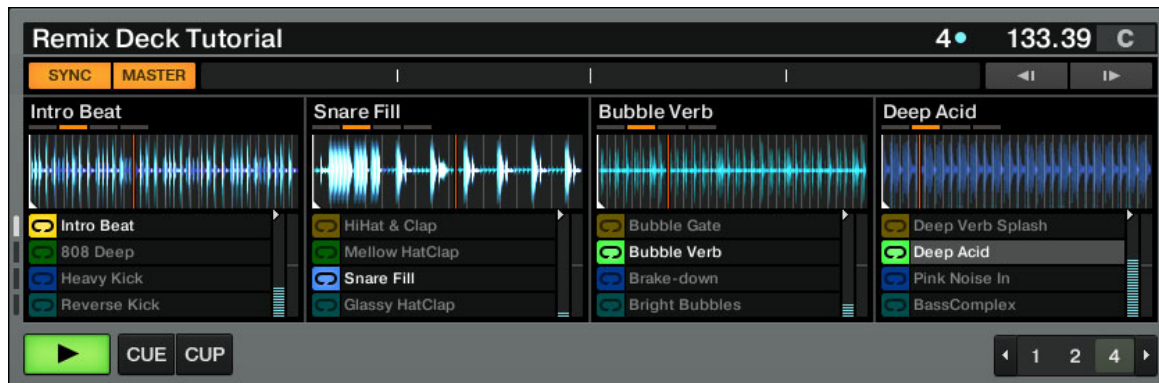 Remix Deck Tutorial 4 133.39 C
SYNC MASTER
Intro Beat Snare Fill Bubble Verb Deep Acid
Intro Beat HiHat & Clap Bubble Gate Deep Verb Splash
808 Deep Mellow HatClap Bubble Verb Deep Acid
Heavy Kick Snare Fill Brake-down Pink Noise In
Reverse Kick Glassy HatClap Bright Bubbles BassComplex
CUE CUP 1 2 4